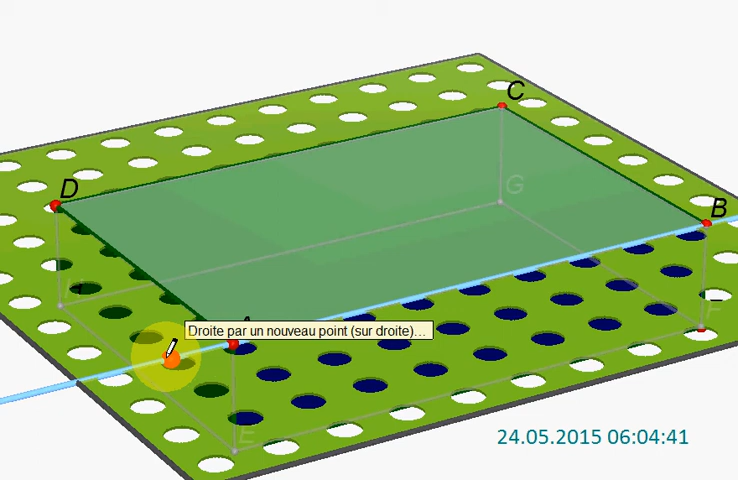 C
D
G
B
H
A
Droite par un nouveau point (sur droite)...
F
E
24.05.2015 06:04:41